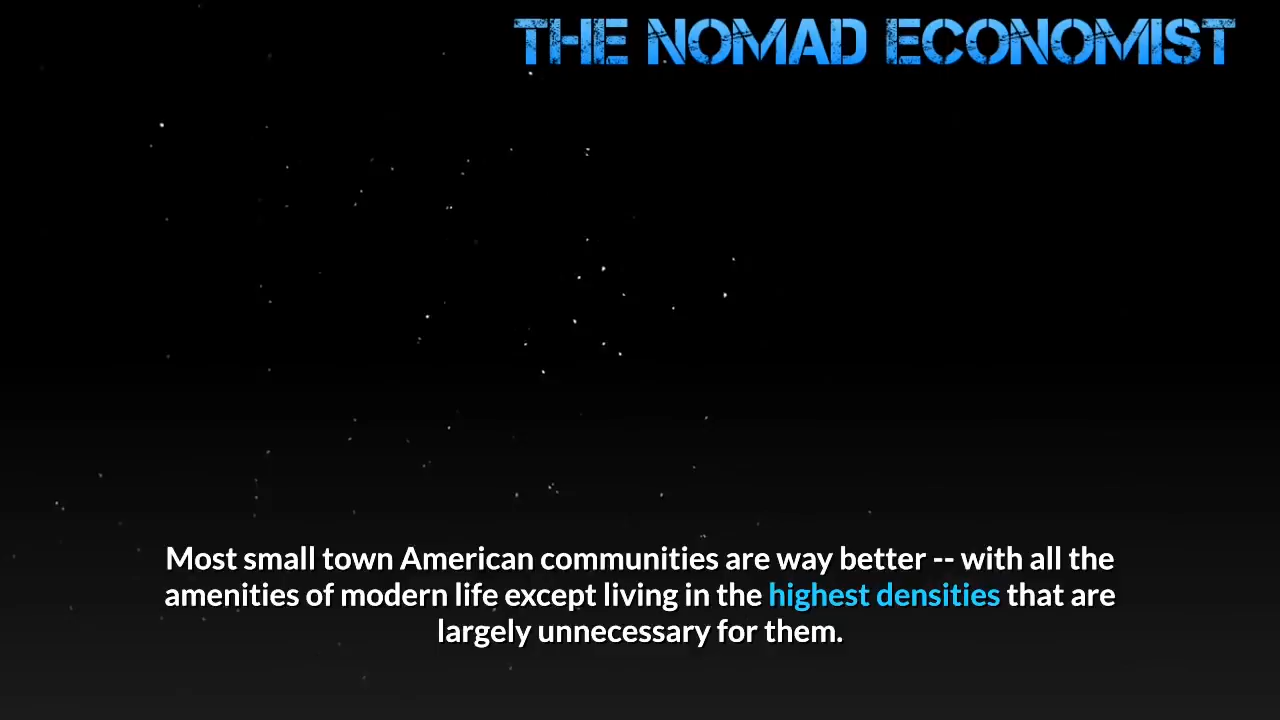 THE NOMAD ECONOMIST
Most small town American communities are way better -- with all the
amenities of modern life except living in the highest densities that are
largely unnecessary for them.